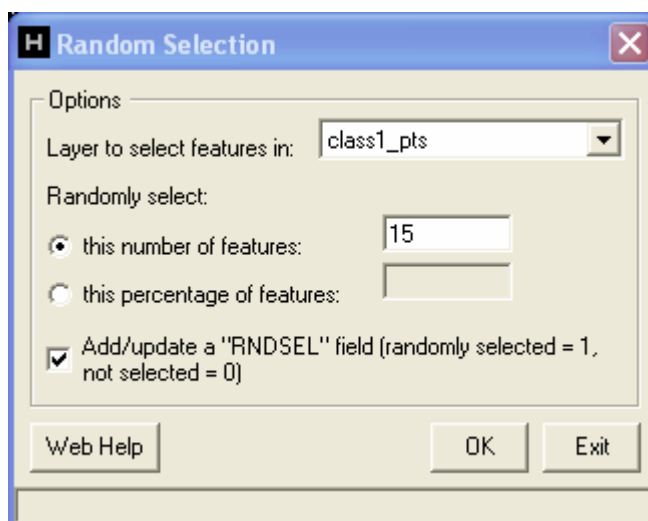 H Random Selection
Options
Layer to select features in: class1_pts
Randomly select:
this number of features: 15
this percentage of features:
Add/update a "RNDSEL" field (randomly selected = 1,
not selected = 0)
Web Help OK Exit